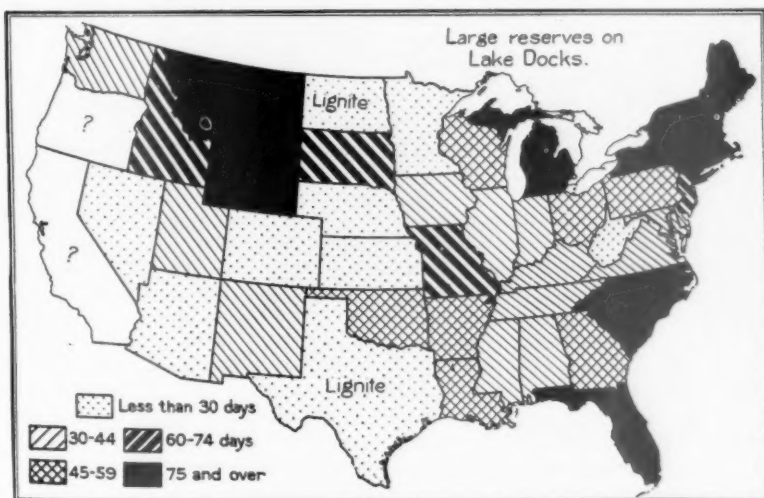 Large reserves on
Lake Docks.
Lignite
?
?
Lignite
Less than 30 days
30-44
60-74 days
45-59
75 and over